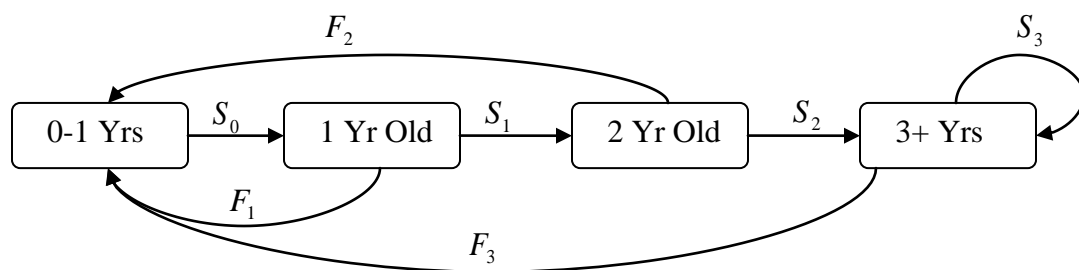 F₂
S₃
0-1 Yrs
S₀
1 Yr Old
S₁
2 Yr Old
S₂
3+ Yrs
F₁
F₃